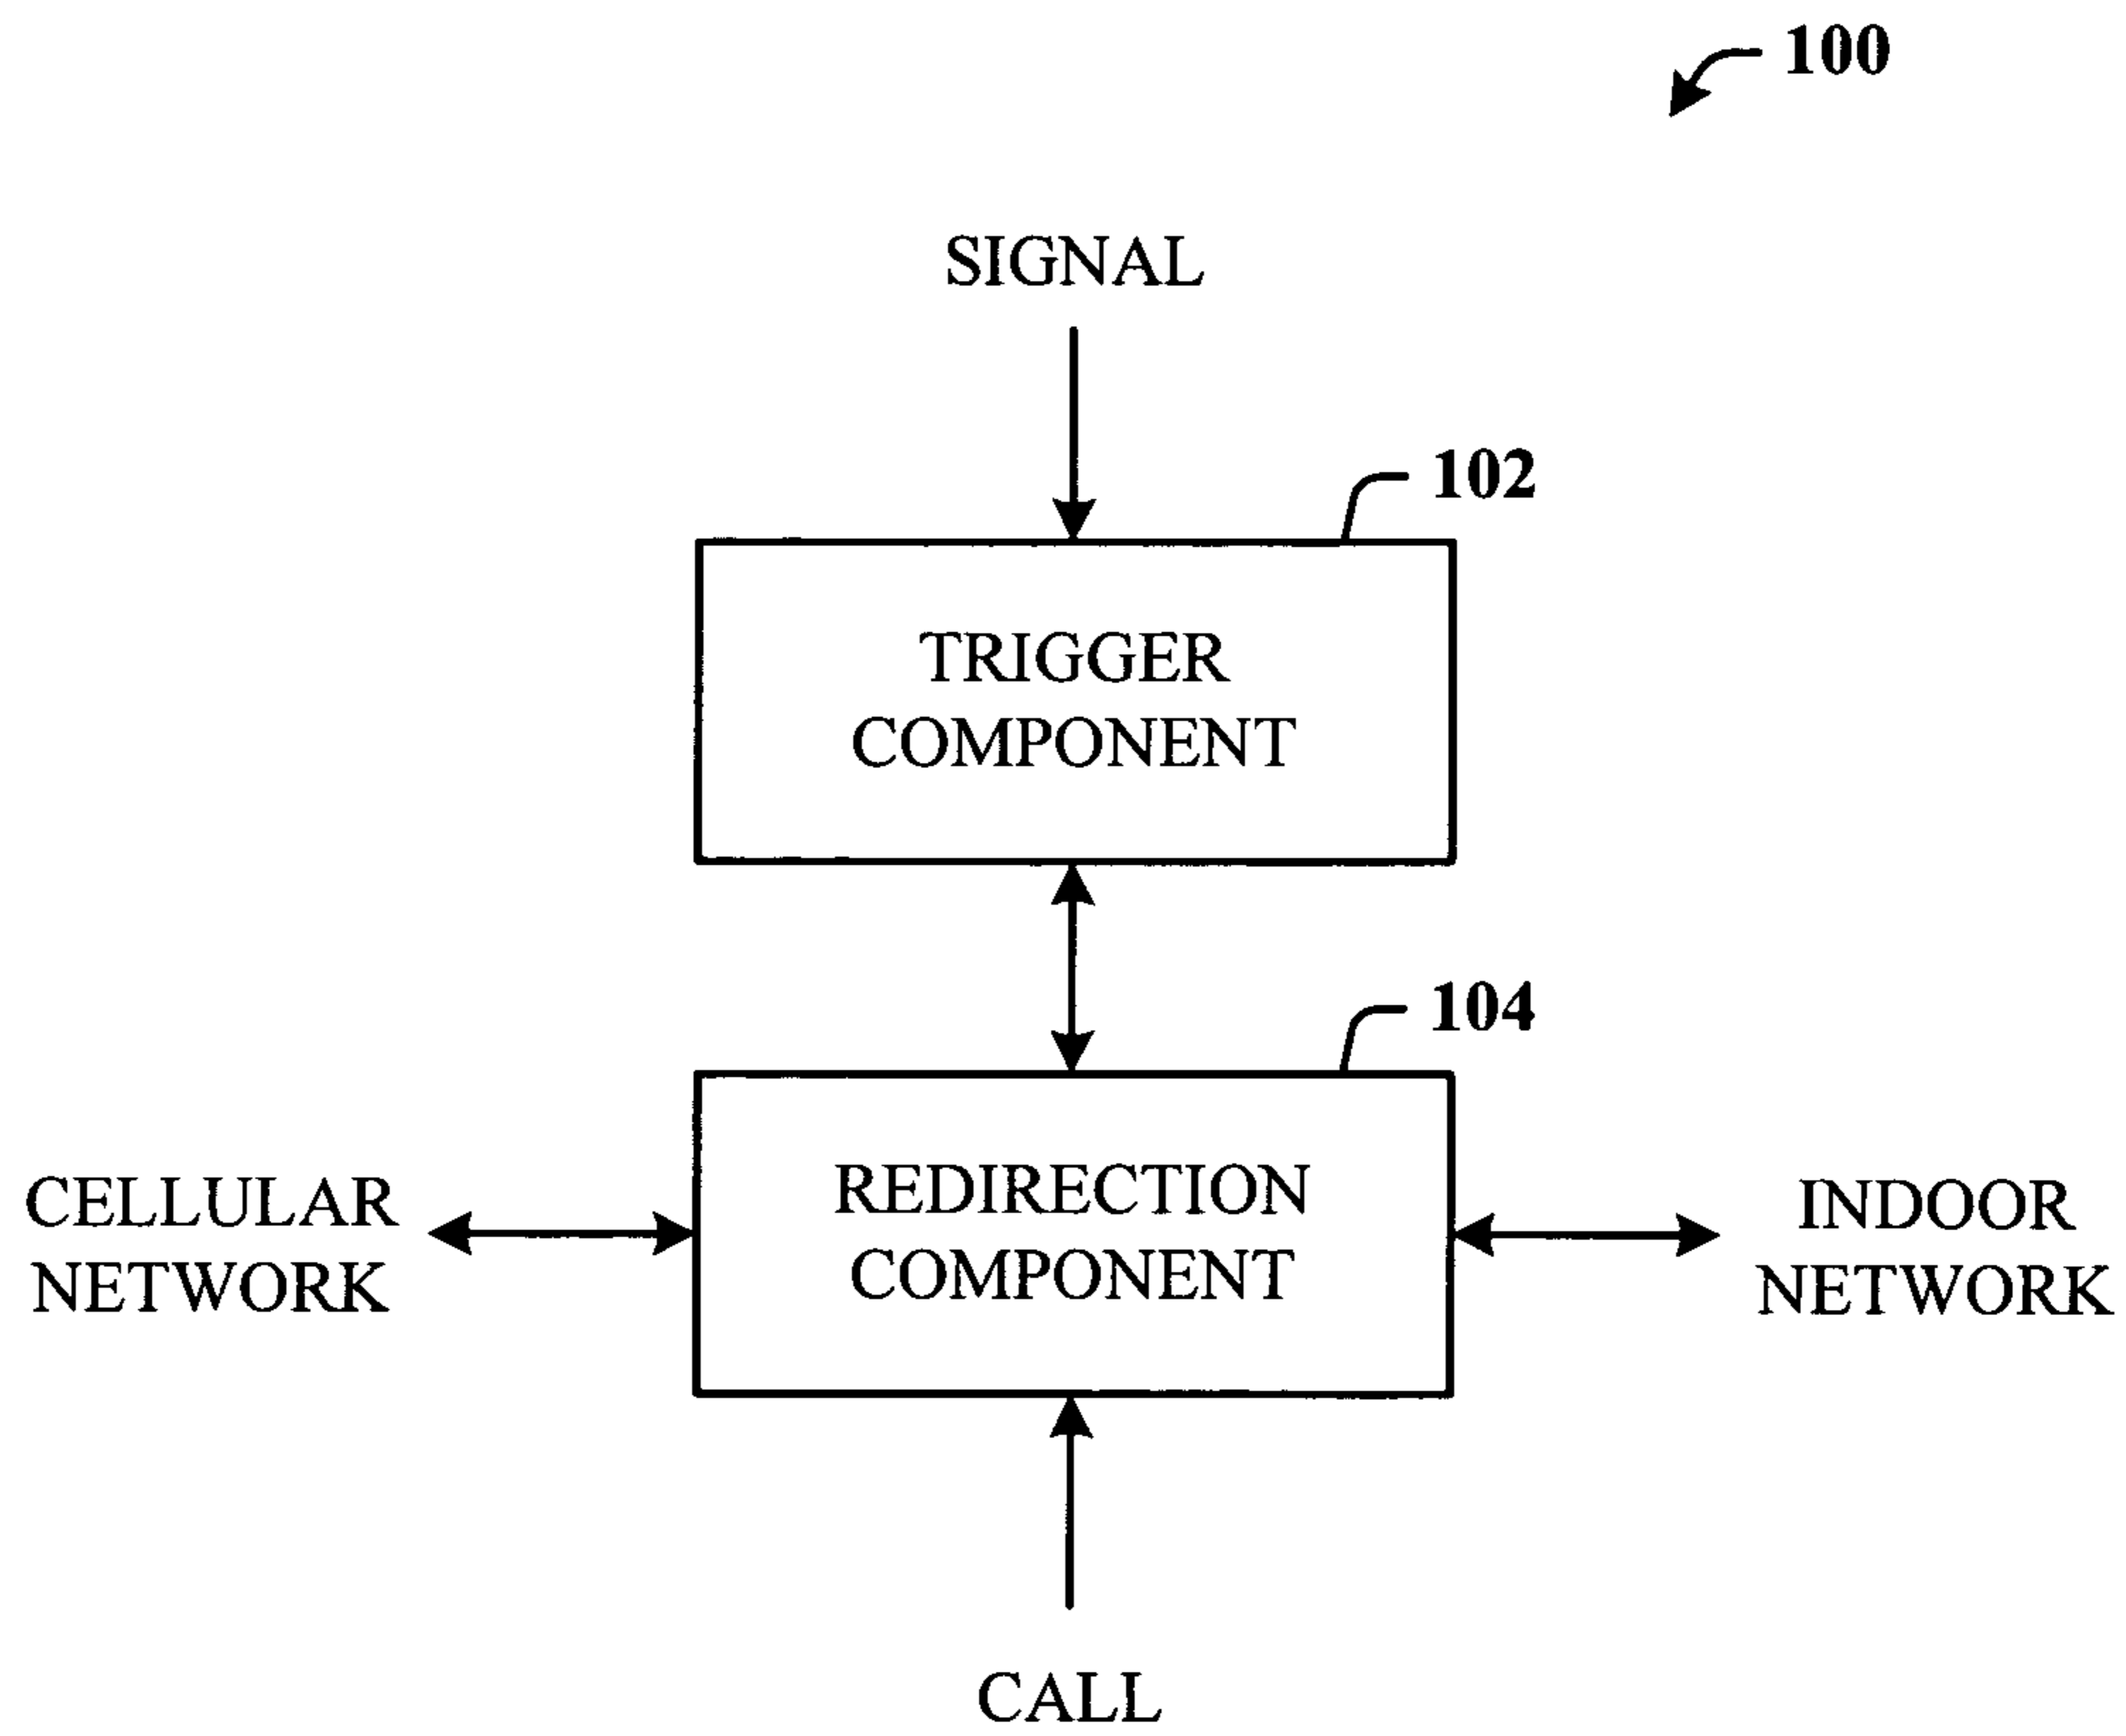 100
SIGNAL
102
TRIGGER
COMPONENT
104
REDIRECTION
COMPONENT
CELLULAR
NETWORK
INDOOR
NETWORK
CALL